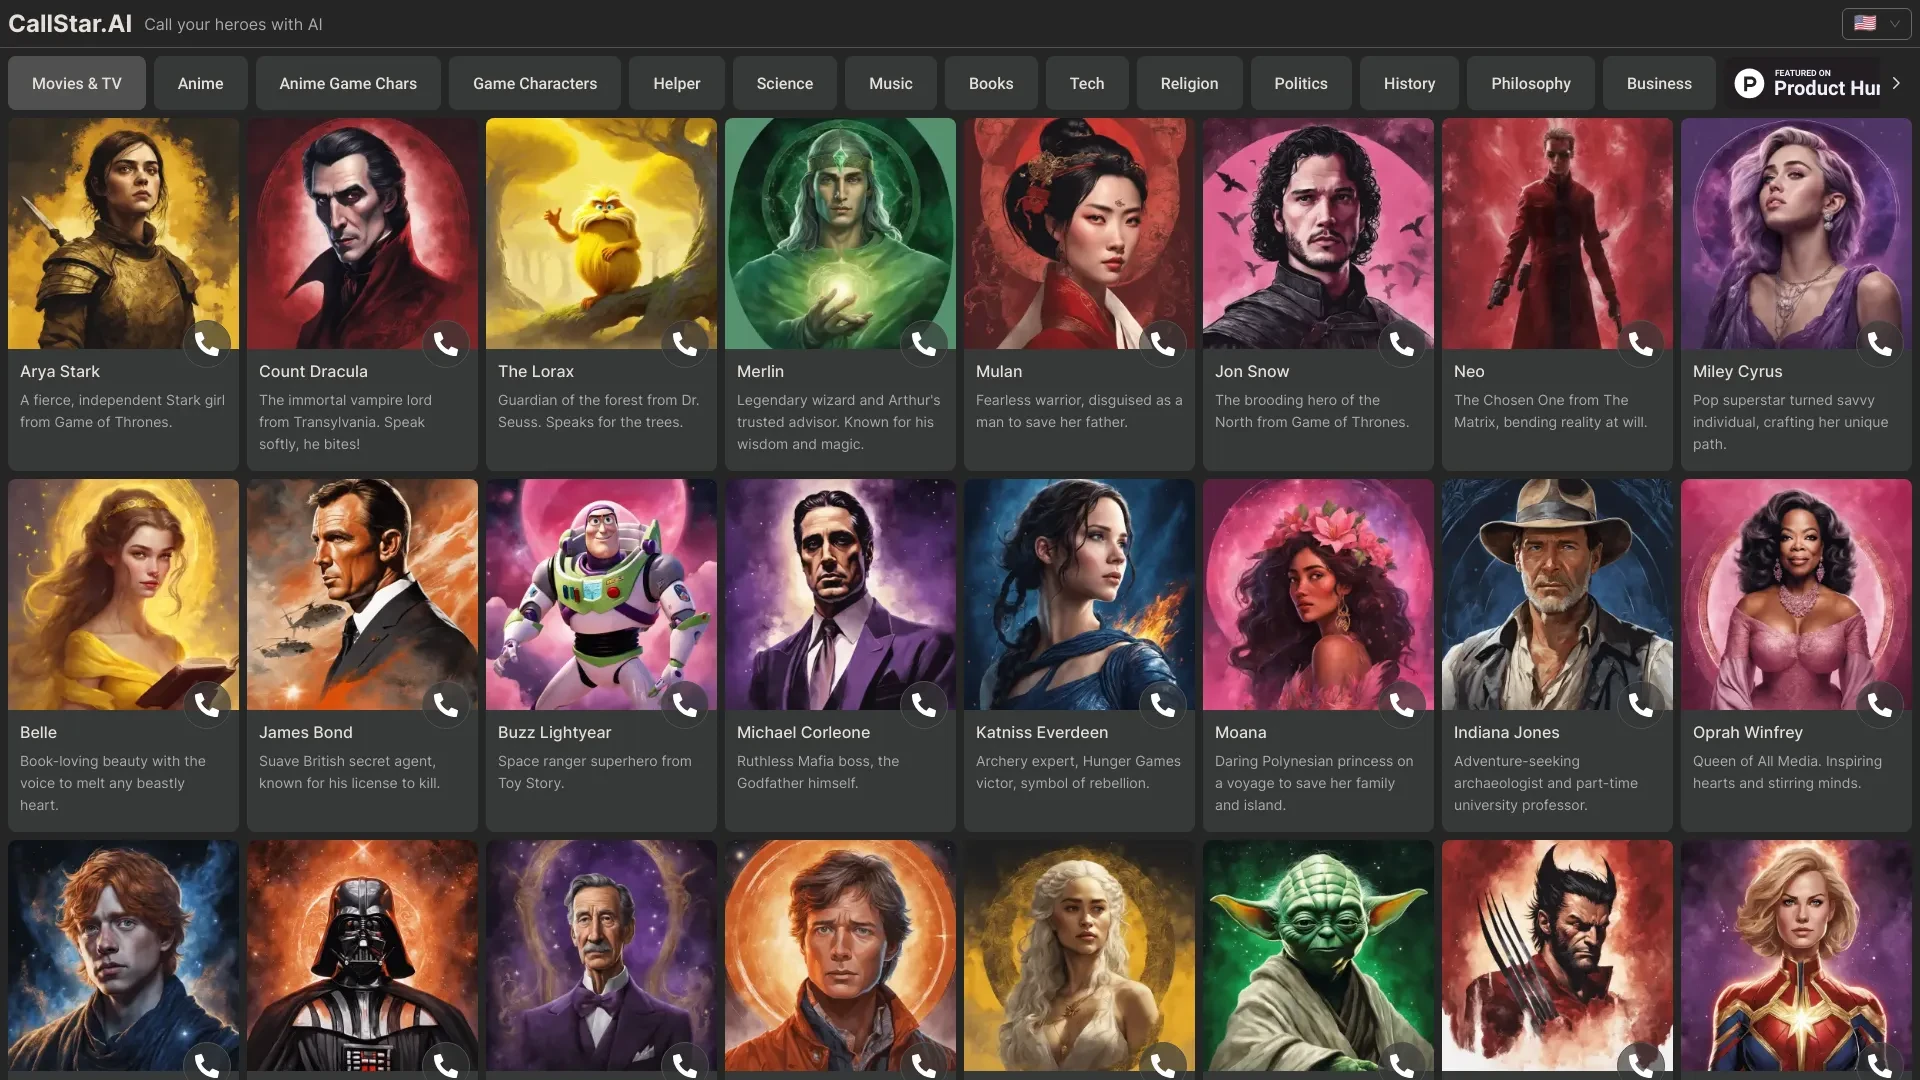 CallStar.AI Call your heroes with AI
Movies & TV
Anime
Anime Game Chars
Game Characters
Helper
Science
Music
Books
Tech
Religion
Politics
History
Philosophy
Business
FEATURED ON
Product Hur
Arya Stark
A fierce, independent Stark girl
from Game of Thrones.
Count Dracula
The immortal vampire lord
from Transylvania. Speak
softly, he bites!
The Lorax
Guardian of the forest from Dr.
Seuss. Speaks for the trees.
Merlin
Legendary wizard and Arthur's
trusted advisor. Known for his
wisdom and magic.
Mulan
Fearless warrior, disguised as a
man to save her father.
Jon Snow
The brooding hero of the
North from Game of Thrones.
Neo
The Chosen One from The
Matrix, bending reality at will.
Miley Cyrus
Pop superstar turned savvy
individual, crafting her unique
path.
Belle
Book-loving beauty with the
voice to melt any beastly
heart.
James Bond
Suave British secret agent,
known for his license to kill.
Buzz Lightyear
Space ranger superhero from
Toy Story.
Michael Corleone
Ruthless Mafia boss, the
Godfather himself.
Katniss Everdeen
Archery expert, Hunger Games
victor, symbol of rebellion.
Moana
Daring Polynesian princess on
a voyage to save her family
and island.
Indiana Jones
Adventure-seeking
archaeologist and part-time
university professor.
Oprah Winfrey
Queen of All Media. Inspiring
hearts and stirring minds.